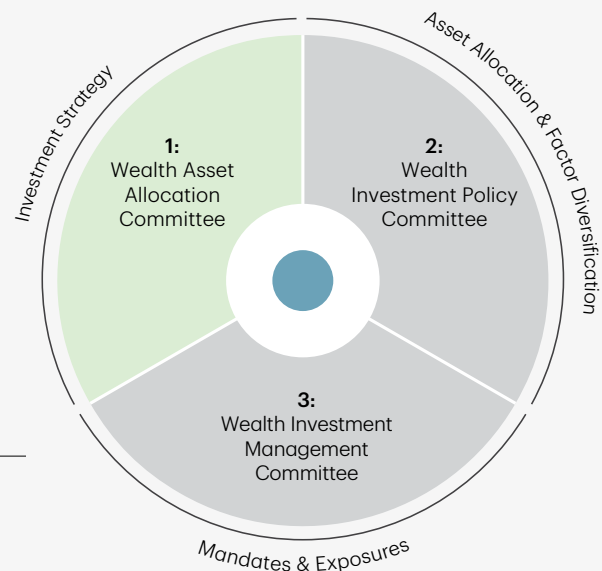 Investment Strategy
Asset Allocation & Factor Diversification
1:
Wealth Asset
Allocation
Committee
2:
Wealth
Investment Policy
Committee
3:
Wealth Investment
Management
Committee
Mandates & Exposures